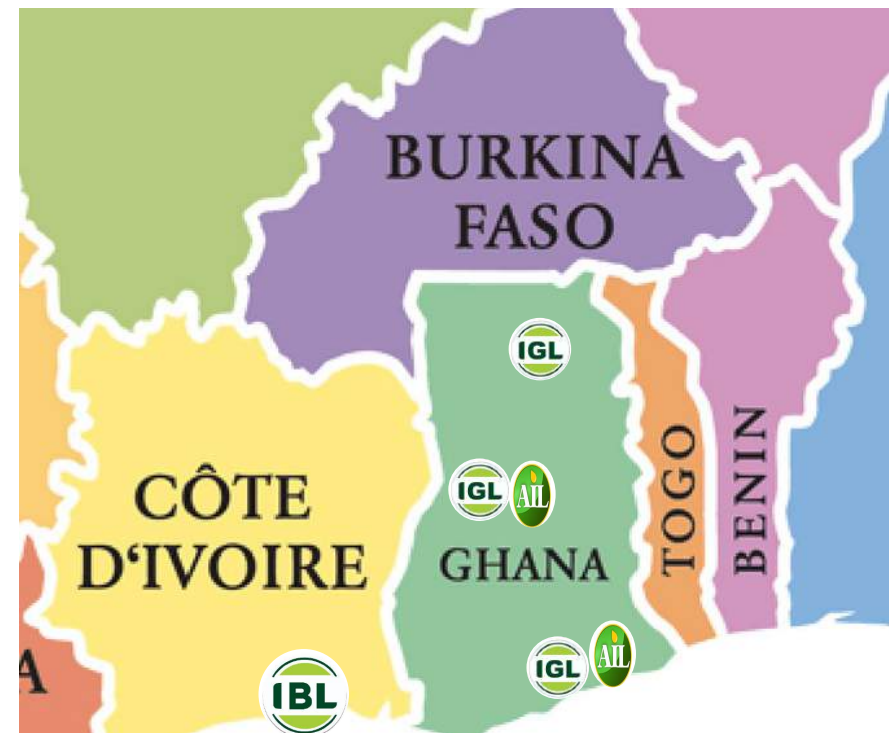 BURKINA
FASO
IGL
CÔTE
D‘IVOIRE
IGL
AIL
GHANA
TOGO
BENIN
A
IBL
IGL
AIL